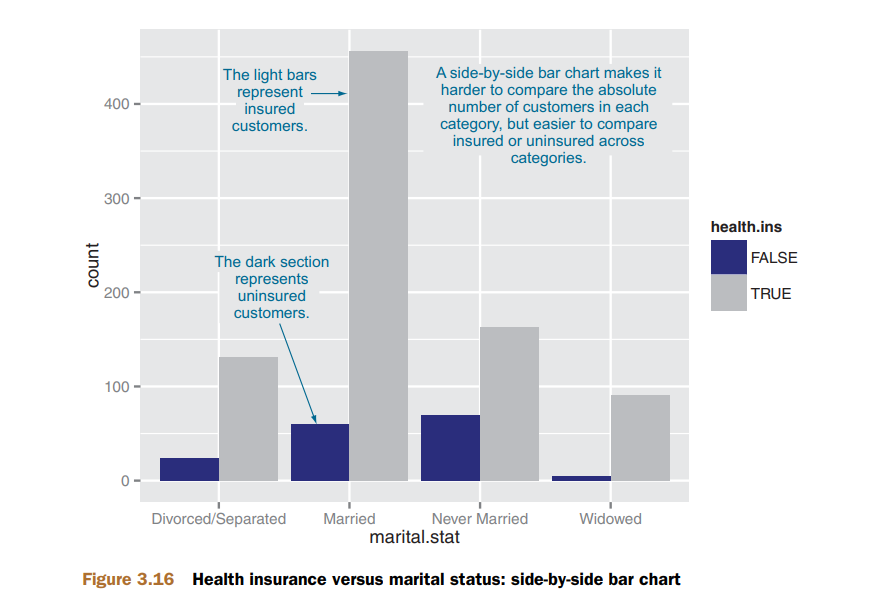 The light bars
represent
insured
customers.
A side-by-side bar chart makes it
harder to compare the absolute
number of customers in each
category, but easier to compare
insured or uninsured across
categories.
400
300
200
100
0
count
The dark section
represents
uninsured
customers.
health.ins
FALSE
TRUE
Divorced/Separated Married Never Married Widowed
marital.stat
Figure 3.16 Health insurance versus marital status: side-by-side bar chart